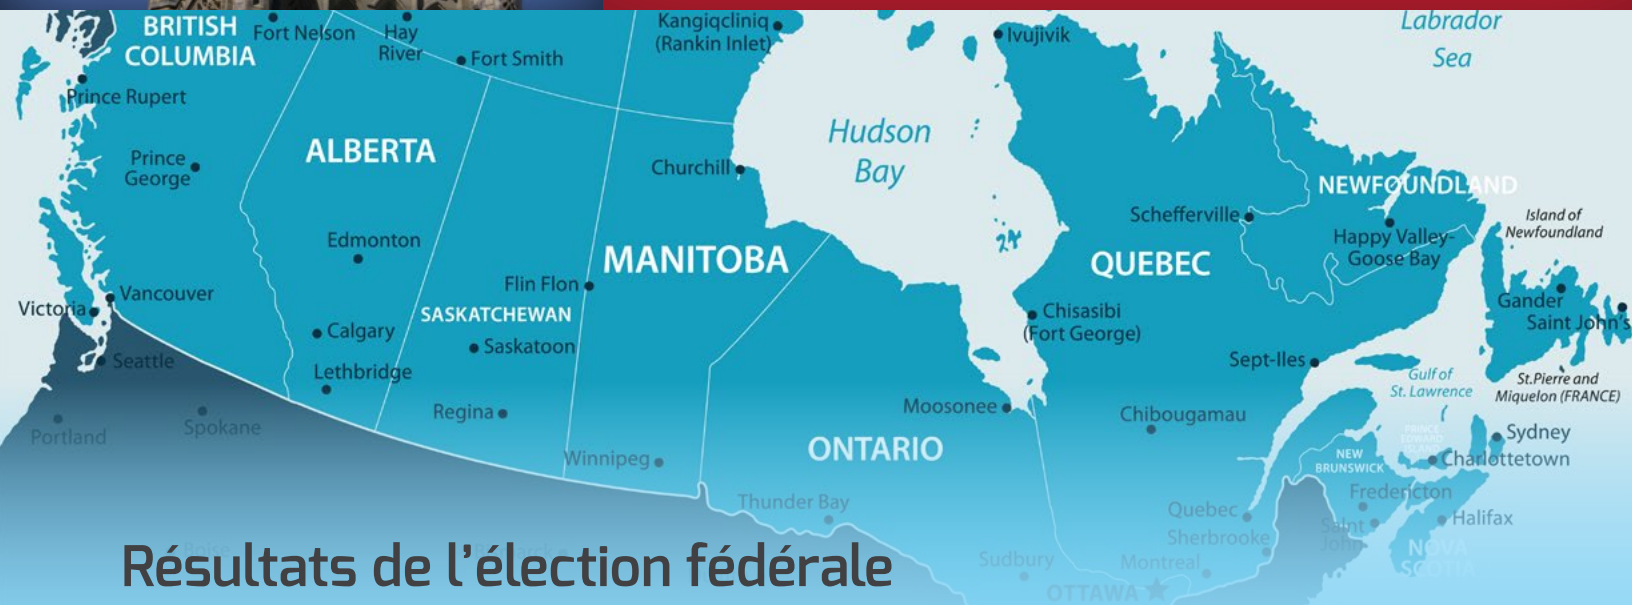 BRITISH
COLUMBIA
Fort Nelson
Hay
River
Fort Smith
Kangiqcliniq
(Rankin Inlet)
Ivujivik
Labrador
Sea
Prince Rupert
Prince
George
ALBERTA
Churchill
Hudson
Bay
NEWFOUNDLAND
Schefferville
Happy Valley-
Goose Bay
Island of
Newfoundland
Edmonton
MANITOBA
QUEBEC
Flin Flon
Vancouver
Victoria
SASKATCHEWAN
Calgary
Saskatoon
Chisasibi
(Fort George)
Gander
Saint John's
Seattle
Lethbridge
Sept-Iles
Gulf of
St. Lawrence
St.Pierre and
Miquelon (FRANCE)
Regina
Moosonee
Chibougamau
Portland
Spokane
ONTARIO
PRINCE
EDWARD
ISLAND
Sydney
Charlottetown
NEW
BRUNSWICK
Winnipeg
Thunder Bay
Fredericton
Quebec
Halifax
Saint
John
Sherbrooke
NOVA
SCOTIA
Sudbury
Montreal
OTTAWA
Boise
Résultats de l'élection fédérale